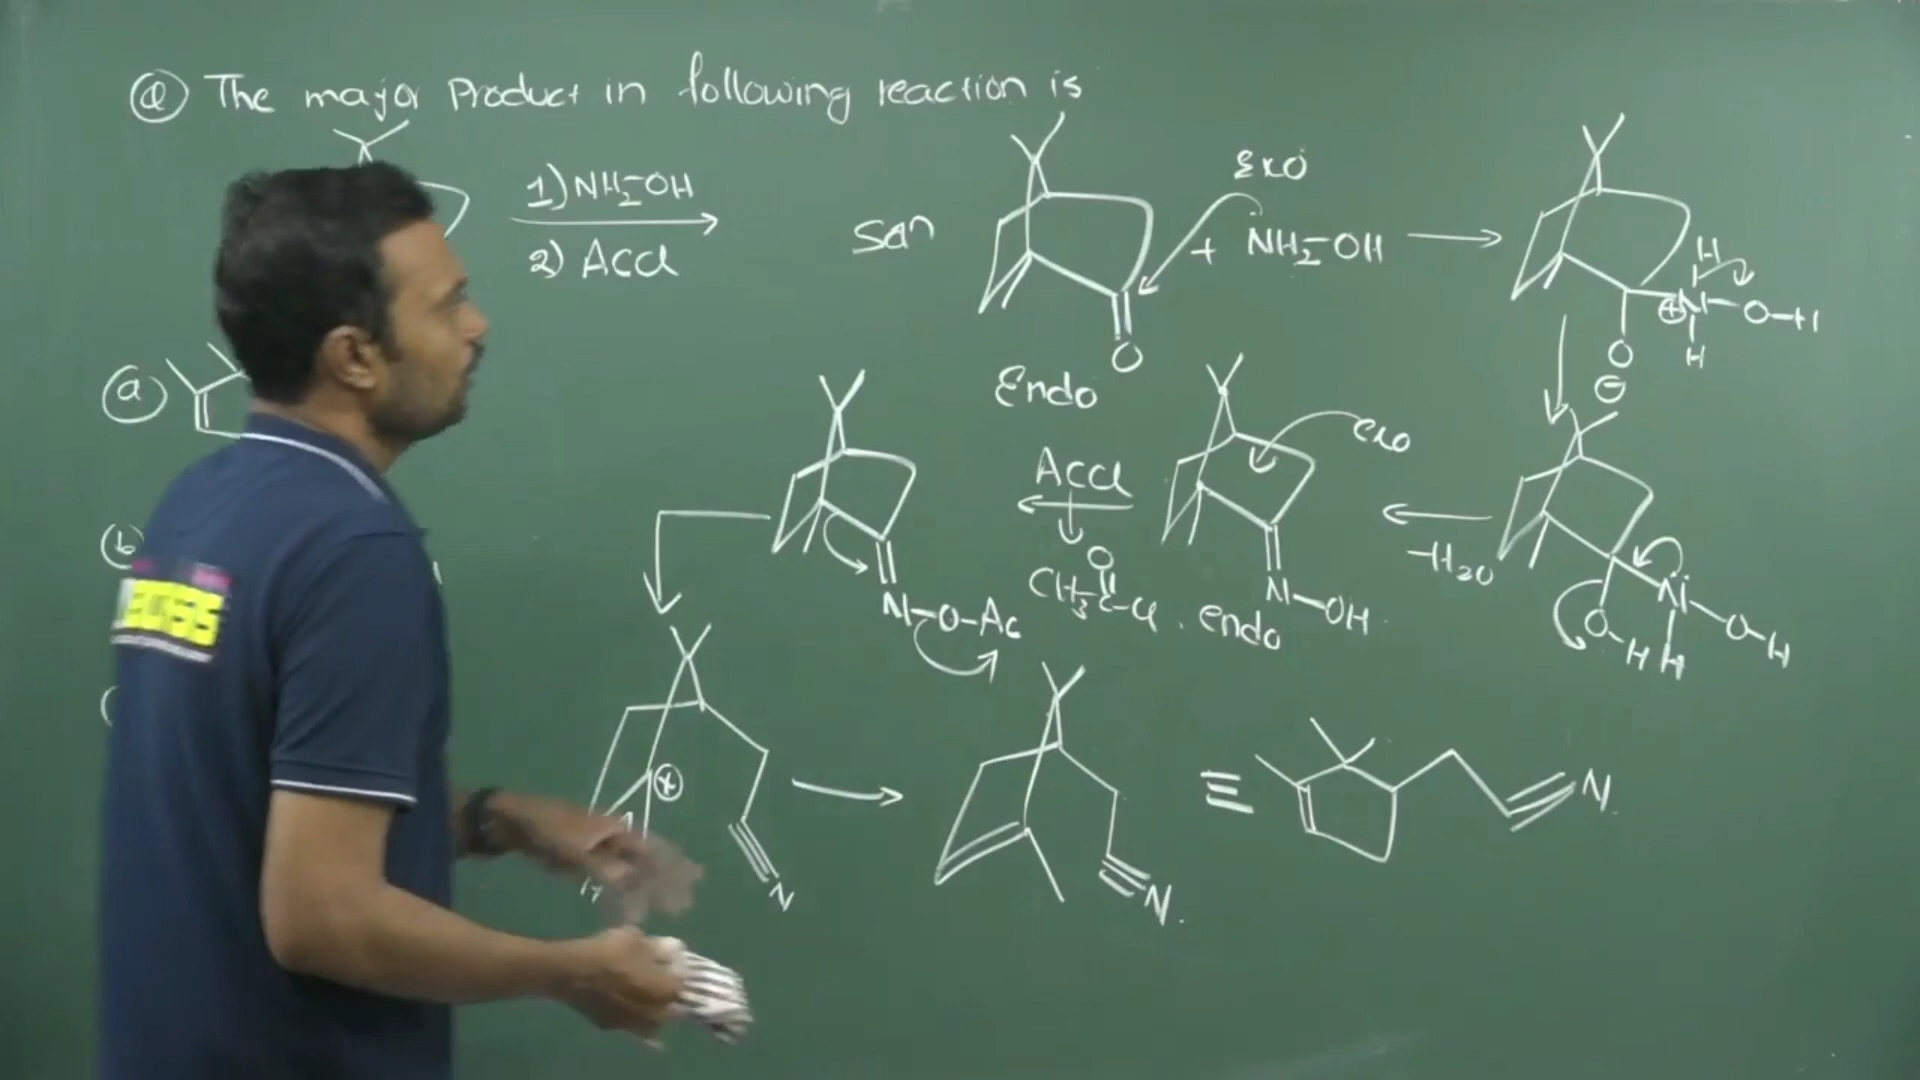 Q The major product in following reaction is
1) NH2-OH
2) AcCl
Exo
+ NH2-OH
O
H
N-O-H
⊕
H
O
⊖
Endo
a
exo
AcCl
N-O-Ac
O
CH3-C-Cl
endo
N-OH
-H2O
N
O-H
H
O-H
b
⊕
N
H
N
≡
N